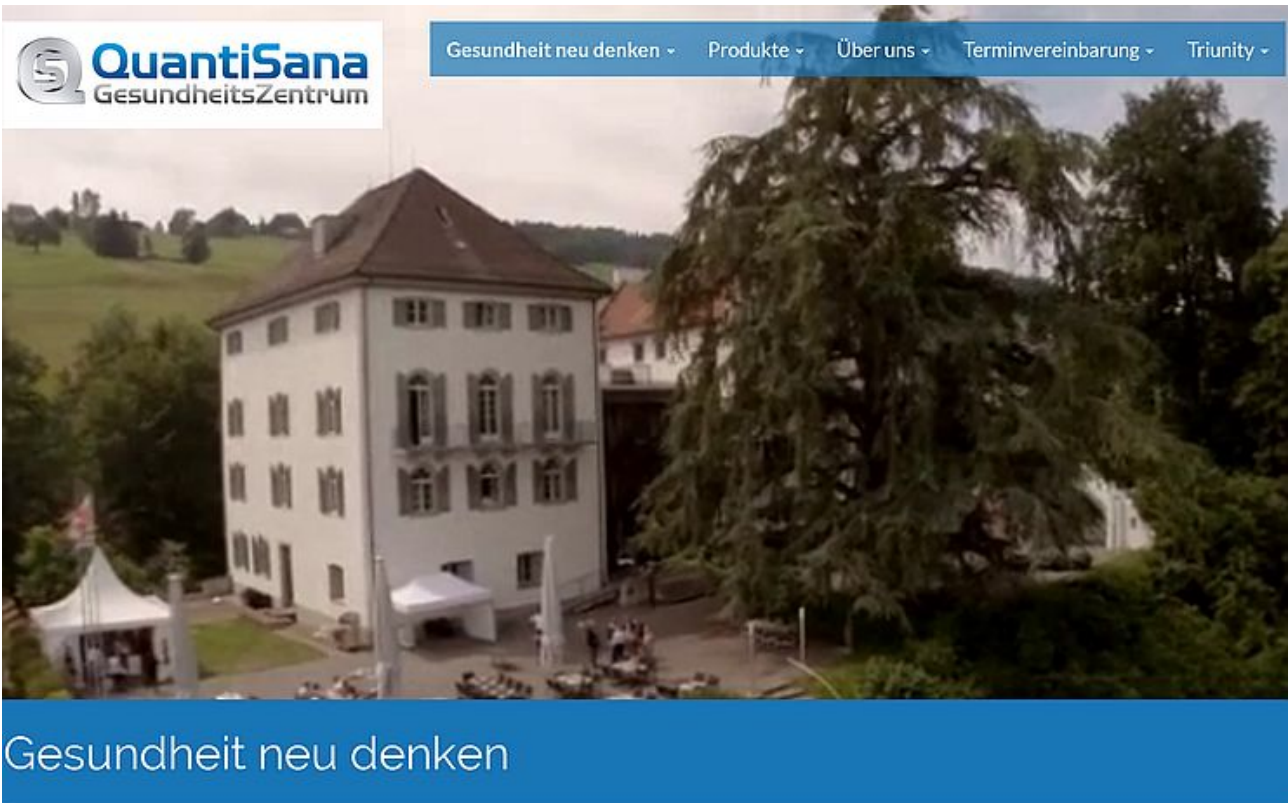 QuantiSana
GesundheitsZentrum
Gesundheit neu denken
Produkte
Über uns
Terminvereinbarung
Triunity
Gesundheit neu denken